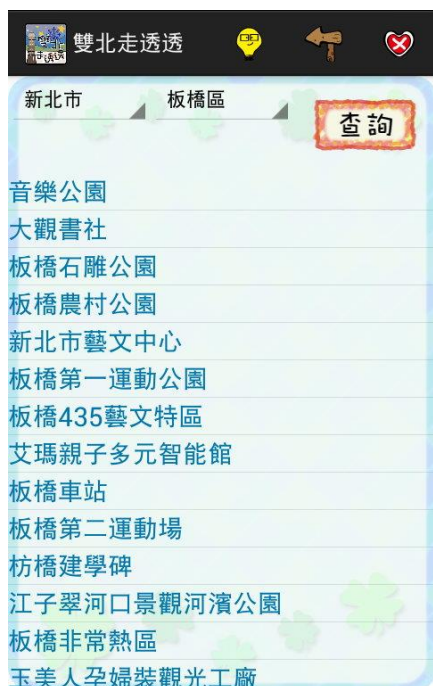 雙北走透透
新北市 板橋區
查詢
音樂公園
大觀書社
板橋石雕公園
板橋農村公園
新北市藝文中心
板橋第一運動公園
板橋435藝文特區
艾瑪親子多元智能館
板橋車站
板橋第二運動場
枋橋建學碑
江子翠河口景觀河濱公園
板橋非常熱區
玉美人孕婦裝觀光工廠